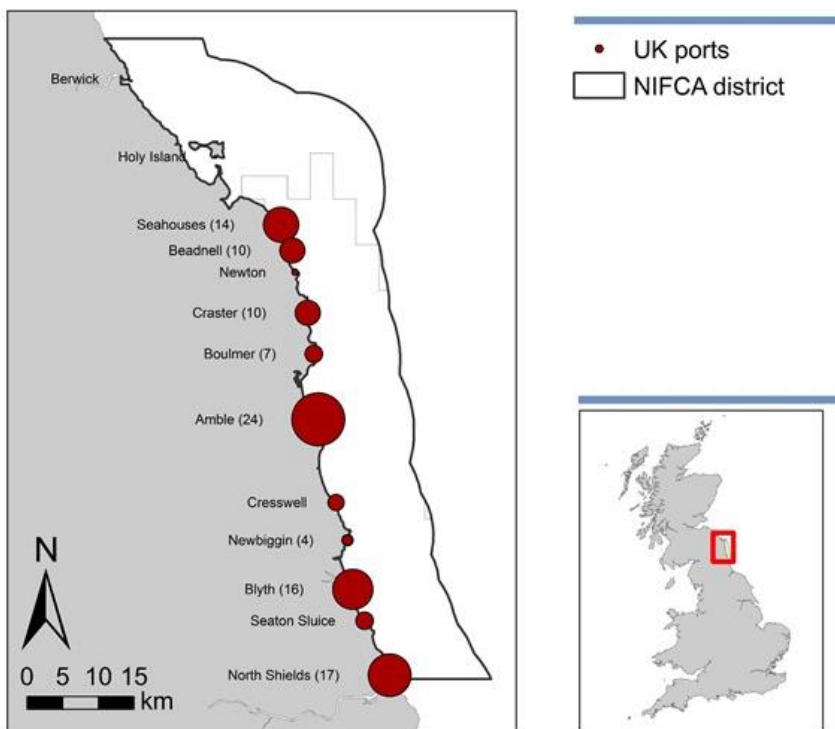 Berwick
Holy Island
Seahouses (14)
Beadnell (10)
Newton
Craster (10)
Boulmer (7)
Amble (24)
Cresswell
Newbiggin (4)
Blyth (16)
Seaton Sluice
North Shields (17)
N
0 5 10 15
km
UK ports
NIFCA district